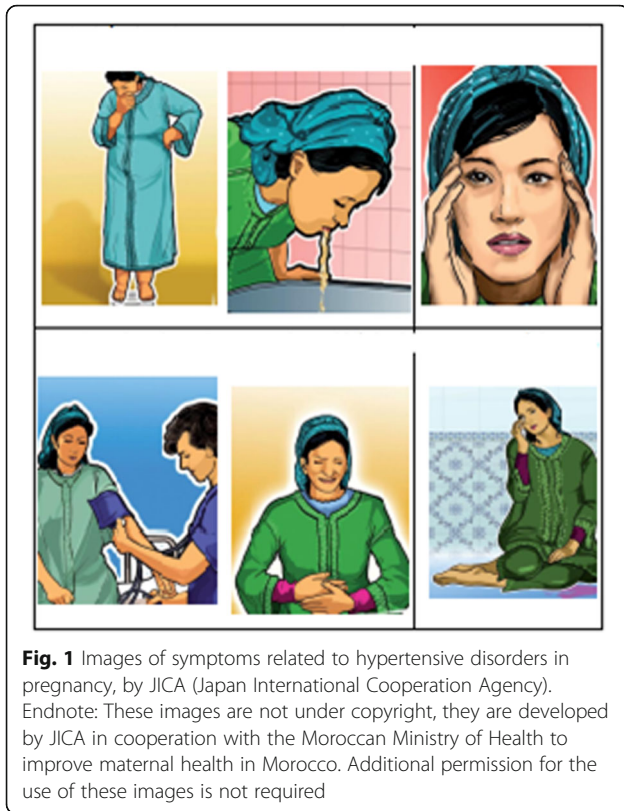 Fig. 1 Images of symptoms related to hypertensive disorders in
pregnancy, by JICA (Japan International Cooperation Agency).
Endnote: These images are not under copyright, they are developed
by JICA in cooperation with the Moroccan Ministry of Health to
improve maternal health in Morocco. Additional permission for the
use of these images is not required